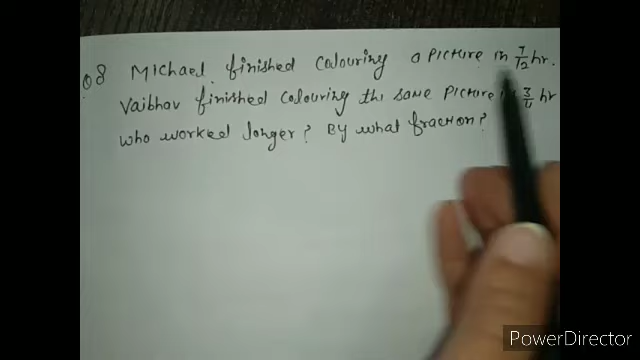 Q8 Michael finished colouring a picture in 7/12 hr.
Vaibhav finished colouring the same picture in 3/4 hr
who worked longer? By what fraction?
PowerDirector